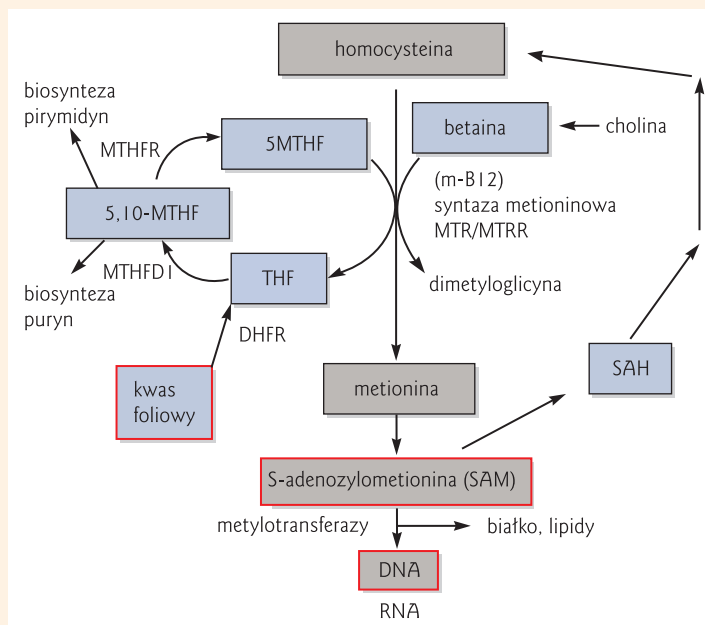 homocysteina
biosynteza
pirymidyn
MTHFR
5MTHF
betaina
cholina
(m-B12)
syntaza metioninowa
MTR/MTRR
5,10-MTHF
MTHFD1
THF
dimetyloglicyna
biosynteza
puryn
DHFR
SAH
kwas
foliowy
metionina
S-adenozylometionina (SAM)
metylotransferazy
białko, lipidy
DNA
RNA